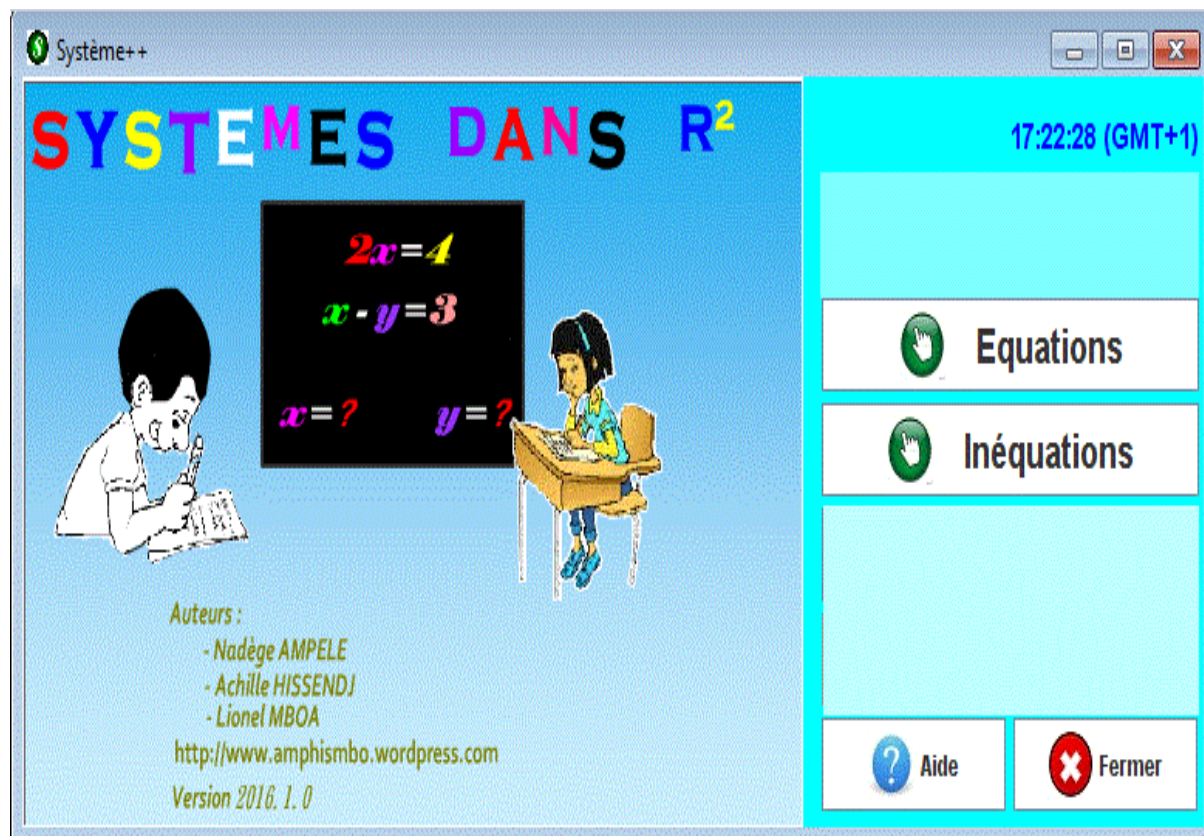 Système++
SYSTEMES DANS R²
2x=4
x - y=3
x=? y=?
Auteurs :
- Nadège AMPELE
- Achille HISSENDJ
- Lionel MBOA
http://www.amphismbo.wordpress.com
Version 2016. 1. 0
17:22:28 (GMT+1)
Equations
Inéquations
Aide
Fermer